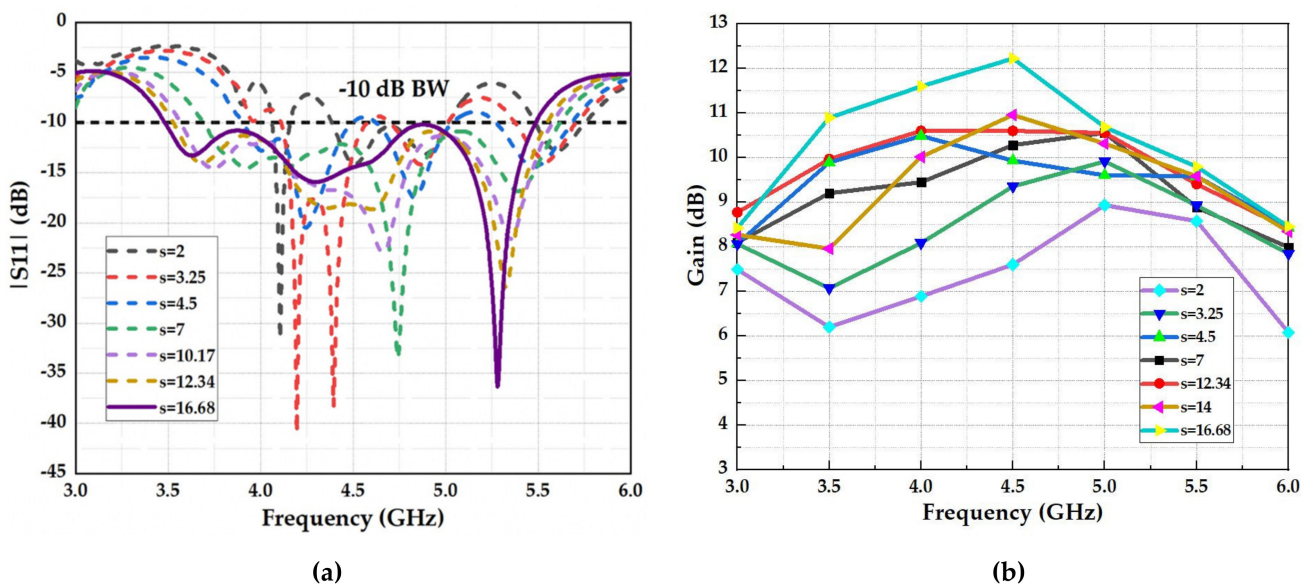 0
-5
-10
-15
-20
-25
-30
-35
-40
-45
|S11| (dB)
-10 dB BW
s=2
s=3.25
s=4.5
s=7
s=10.17
s=12.34
s=16.68
3.0 3.5 4.0 4.5 5.0 5.5 6.0
Frequency (GHz)
(a)
13
12
11
10
9
8
7
6
5
4
3
Gain (dB)
s=2
s=3.25
s=4.5
s=7
s=12.34
s=14
s=16.68
3.0 3.5 4.0 4.5 5.0 5.5 6.0
Frequency (GHz)
(b)